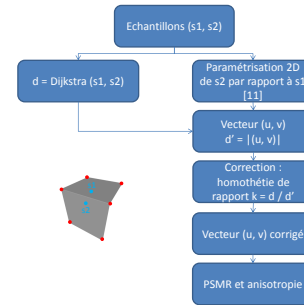 Echantillons (s1, s2)
d = Dijkstra (s1, s2)
Paramétrisation 2D
de s2 par rapport à s1
[11]
Vecteur (u, v)
d' = |(u, v)|
Correction :
homothétie de
rapport k = d / d'
Vecteur (u, v) corrigé
PSMR et anisotropie